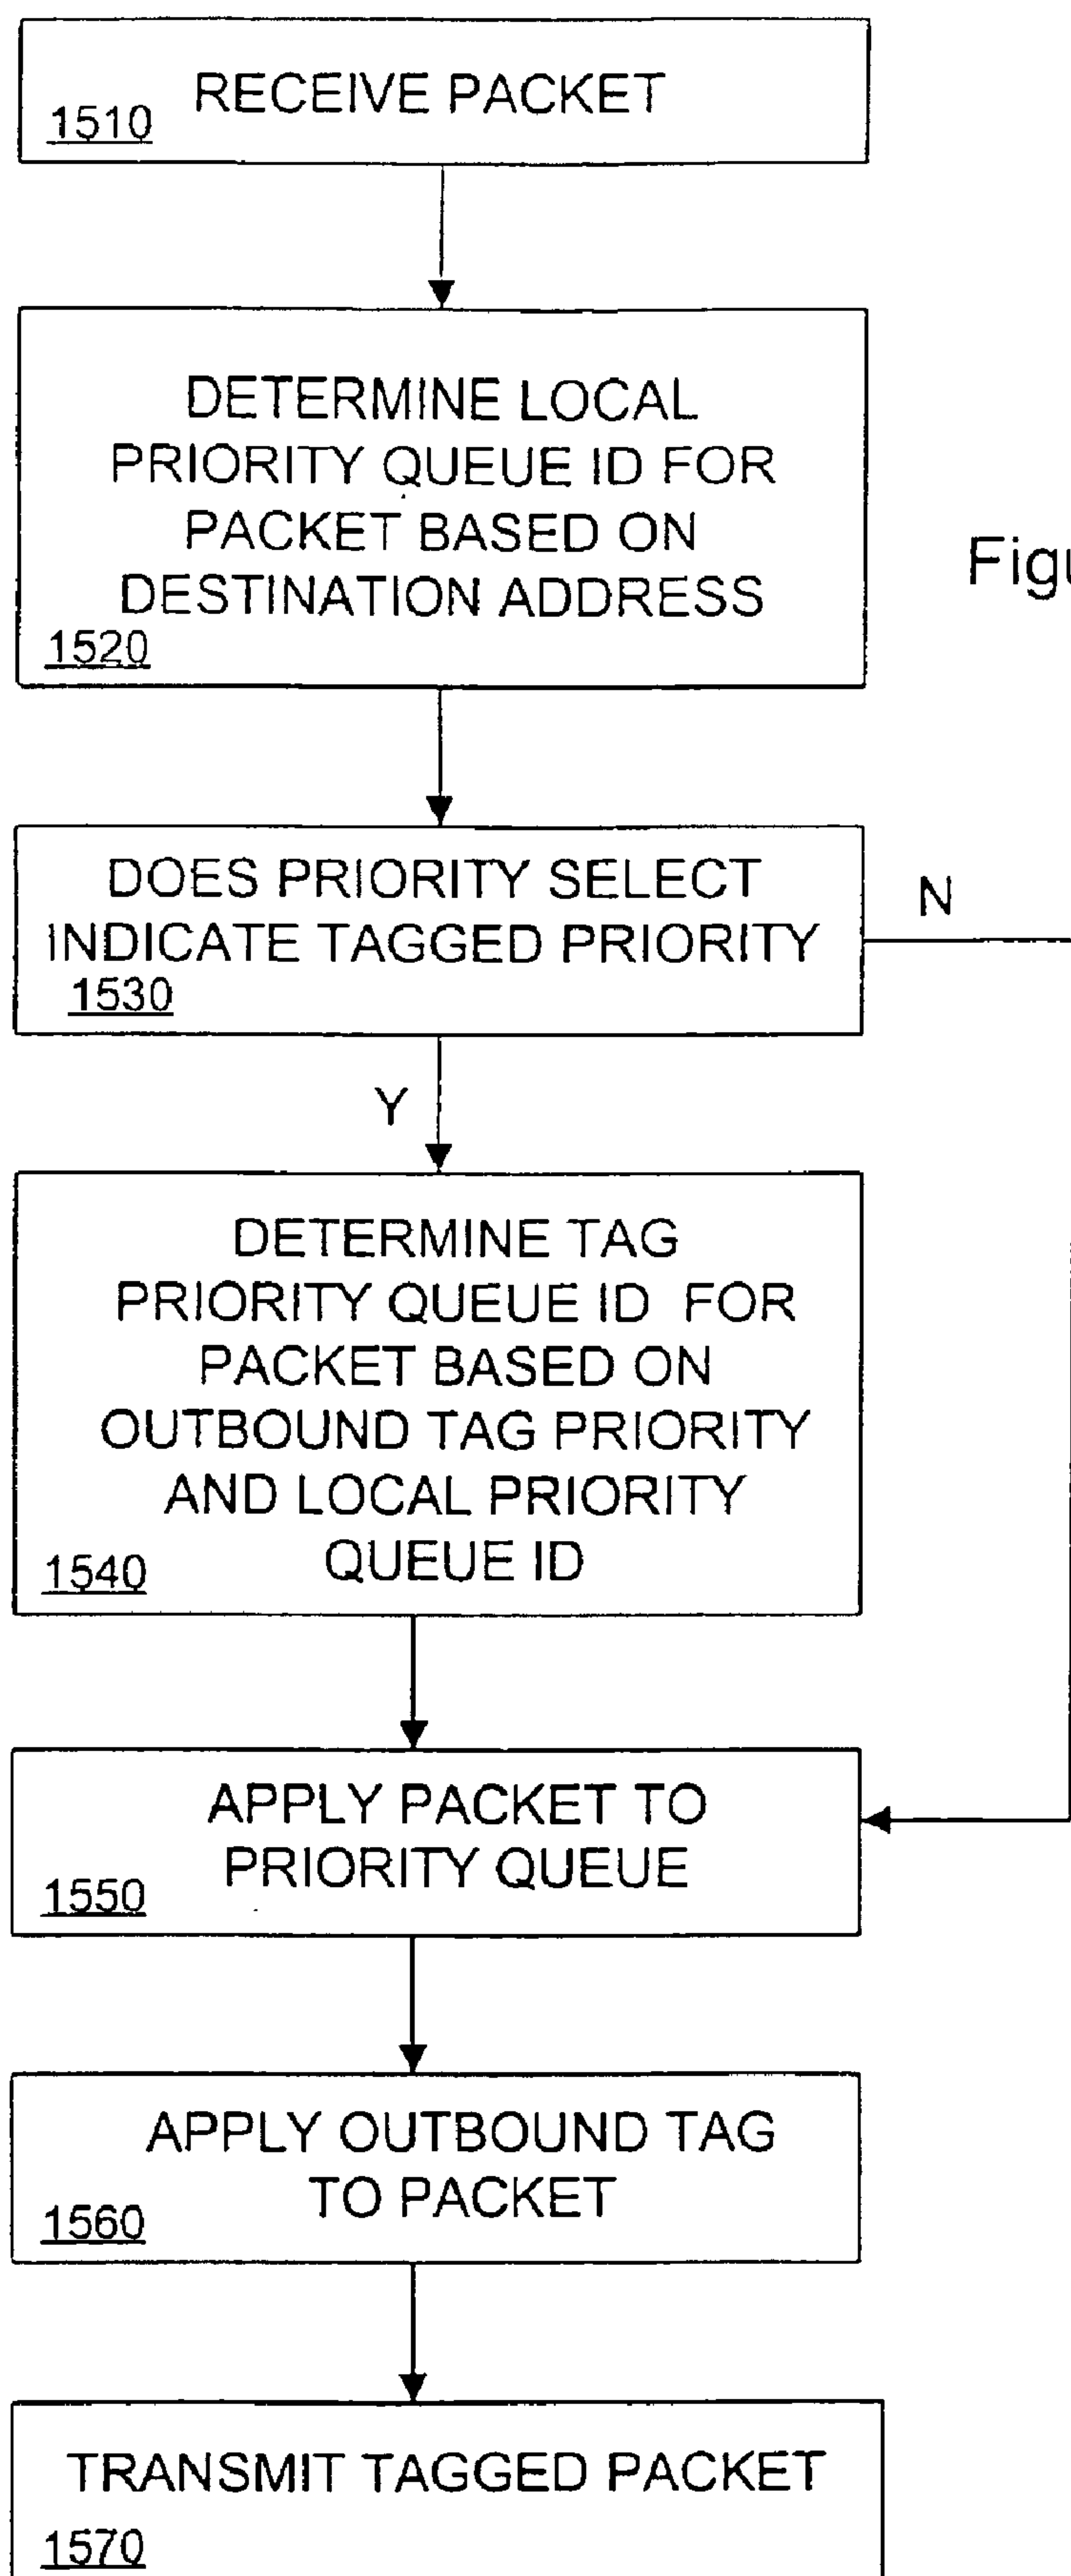 RECEIVE PACKET
1510
DETERMINE LOCAL
PRIORITY QUEUE ID FOR
PACKET BASED ON
DESTINATION ADDRESS
1520
DOES PRIORITY SELECT
INDICATE TAGGED PRIORITY
1530
N
Y
DETERMINE TAG
PRIORITY QUEUE ID FOR
PACKET BASED ON
OUTBOUND TAG PRIORITY
AND LOCAL PRIORITY
QUEUE ID
1540
APPLY PACKET TO
PRIORITY QUEUE
1550
APPLY OUTBOUND TAG
TO PACKET
1560
TRANSMIT TAGGED PACKET
1570